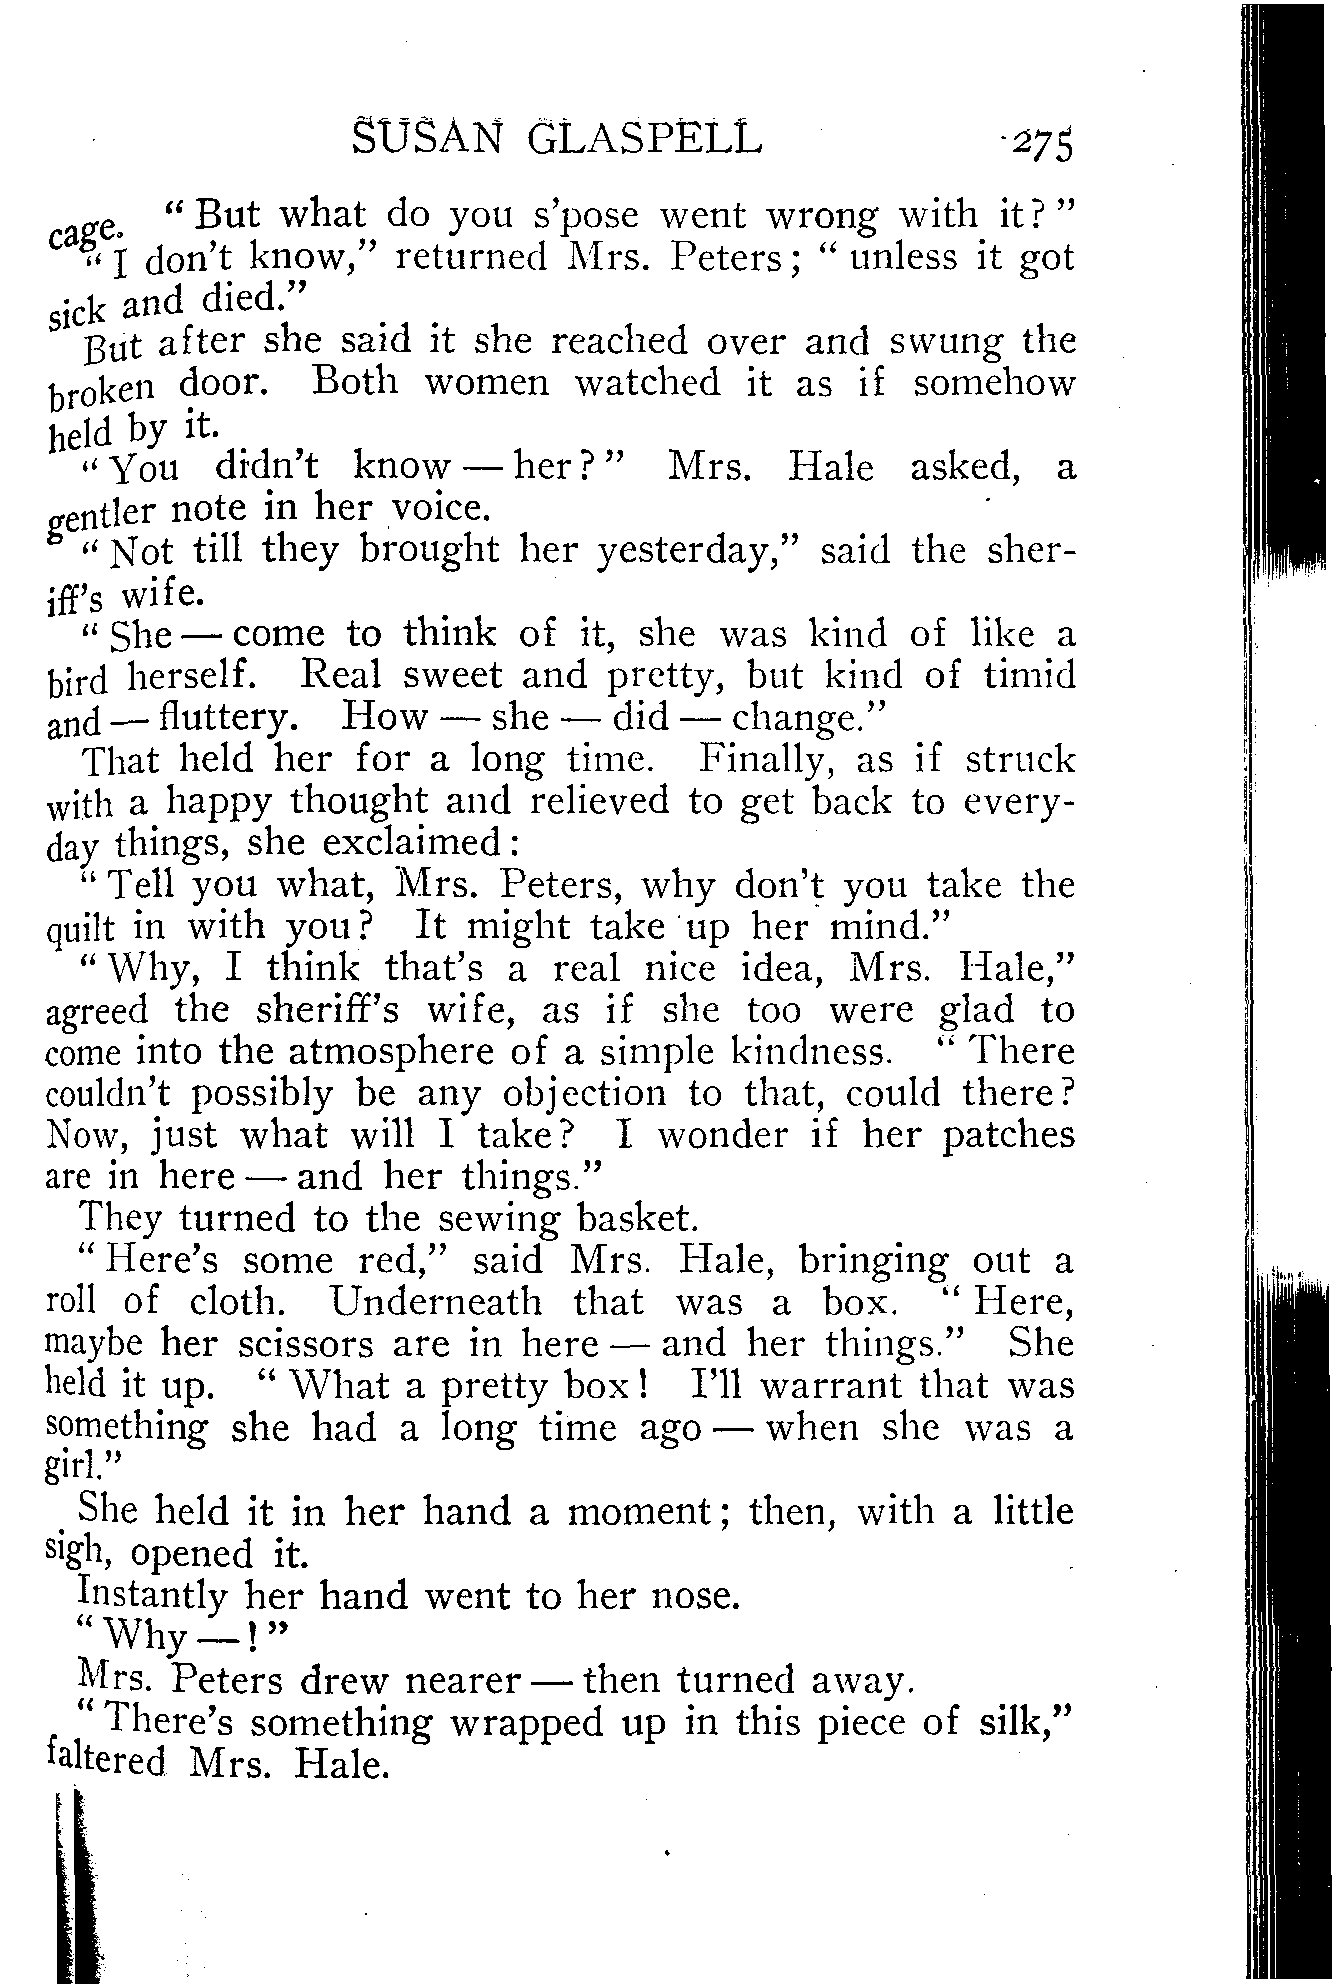 SUSAN GLASPELL 275
cage. “ But what do you s’pose went wrong with it? ”
“ I don’t know,” returned Mrs. Peters; “ unless it got
sick and died.”
But after she said it she reached over and swung the
broken door. Both women watched it as if somehow
held by it.
“ You didn’t know — her? ” Mrs. Hale asked, a
gentler note in her voice.
“ Not till they brought her yesterday,” said the sher-
iff’s wife.
“ She — come to think of it, she was kind of like a
bird herself. Real sweet and pretty, but kind of timid
and — fluttery. How — she — did — change.”
That held her for a long time. Finally, as if struck
with a happy thought and relieved to get back to every-
day things, she exclaimed:
“ Tell you what, Mrs. Peters, why don’t you take the
quilt in with you? It might take up her mind.”
“ Why, I think that’s a real nice idea, Mrs. Hale,”
agreed the sheriff’s wife, as if she too were glad to
come into the atmosphere of a simple kindness. “ There
couldn’t possibly be any objection to that, could there?
Now, just what will I take? I wonder if her patches
are in here — and her things.”
They turned to the sewing basket.
“ Here’s some red,” said Mrs. Hale, bringing out a
roll of cloth. Underneath that was a box. “ Here,
maybe her scissors are in here — and her things.” She
held it up. “ What a pretty box! I’ll warrant that was
something she had a long time ago — when she was a
girl.”
She held it in her hand a moment; then, with a little
sigh, opened it.
Instantly her hand went to her nose.
“ Why —! ”
Mrs. Peters drew nearer — then turned away.
“ There’s something wrapped up in this piece of silk,”
faltered Mrs. Hale.